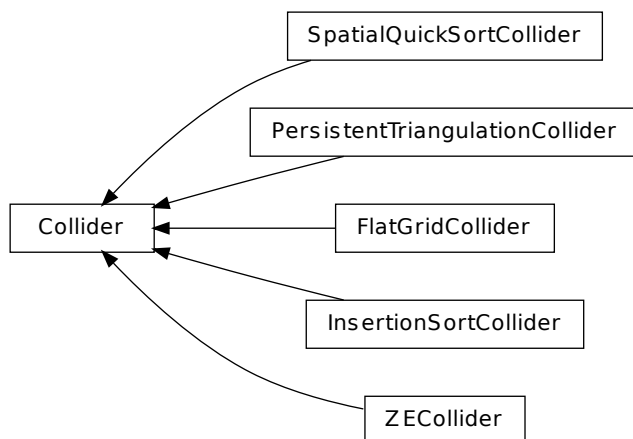 SpatialQuickSortCollider
PersistentTriangulationCollider
Collider
FlatGridCollider
InsertionSortCollider
ZECollider